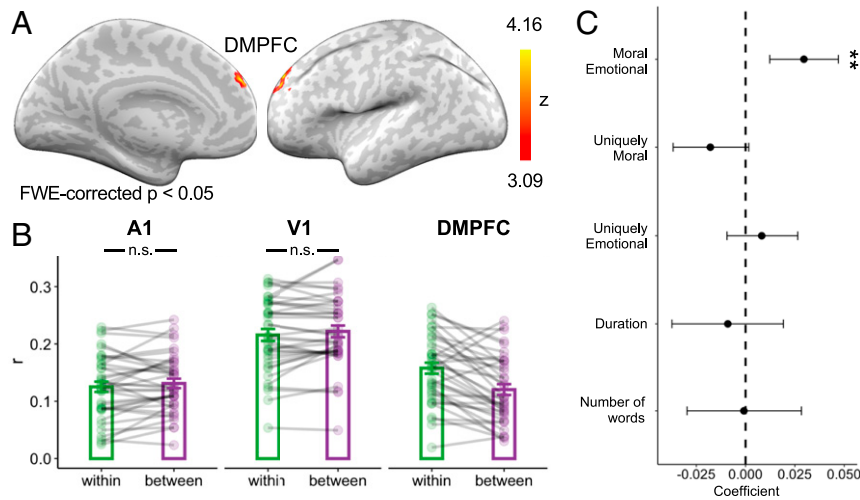 A
DMPFC
4.16
z
3.09
FWE-corrected p < 0.05
B
A1
V1
DMPFC
n.s.
n.s.
r
0.3
0.2
0.1
0.0
within
between
within
between
within
between
C
Moral
Emotional
**
Uniquely
Moral
Uniquely
Emotional
Duration
Number of
words
-0.025
0.000
0.025
0.050
Coefficient